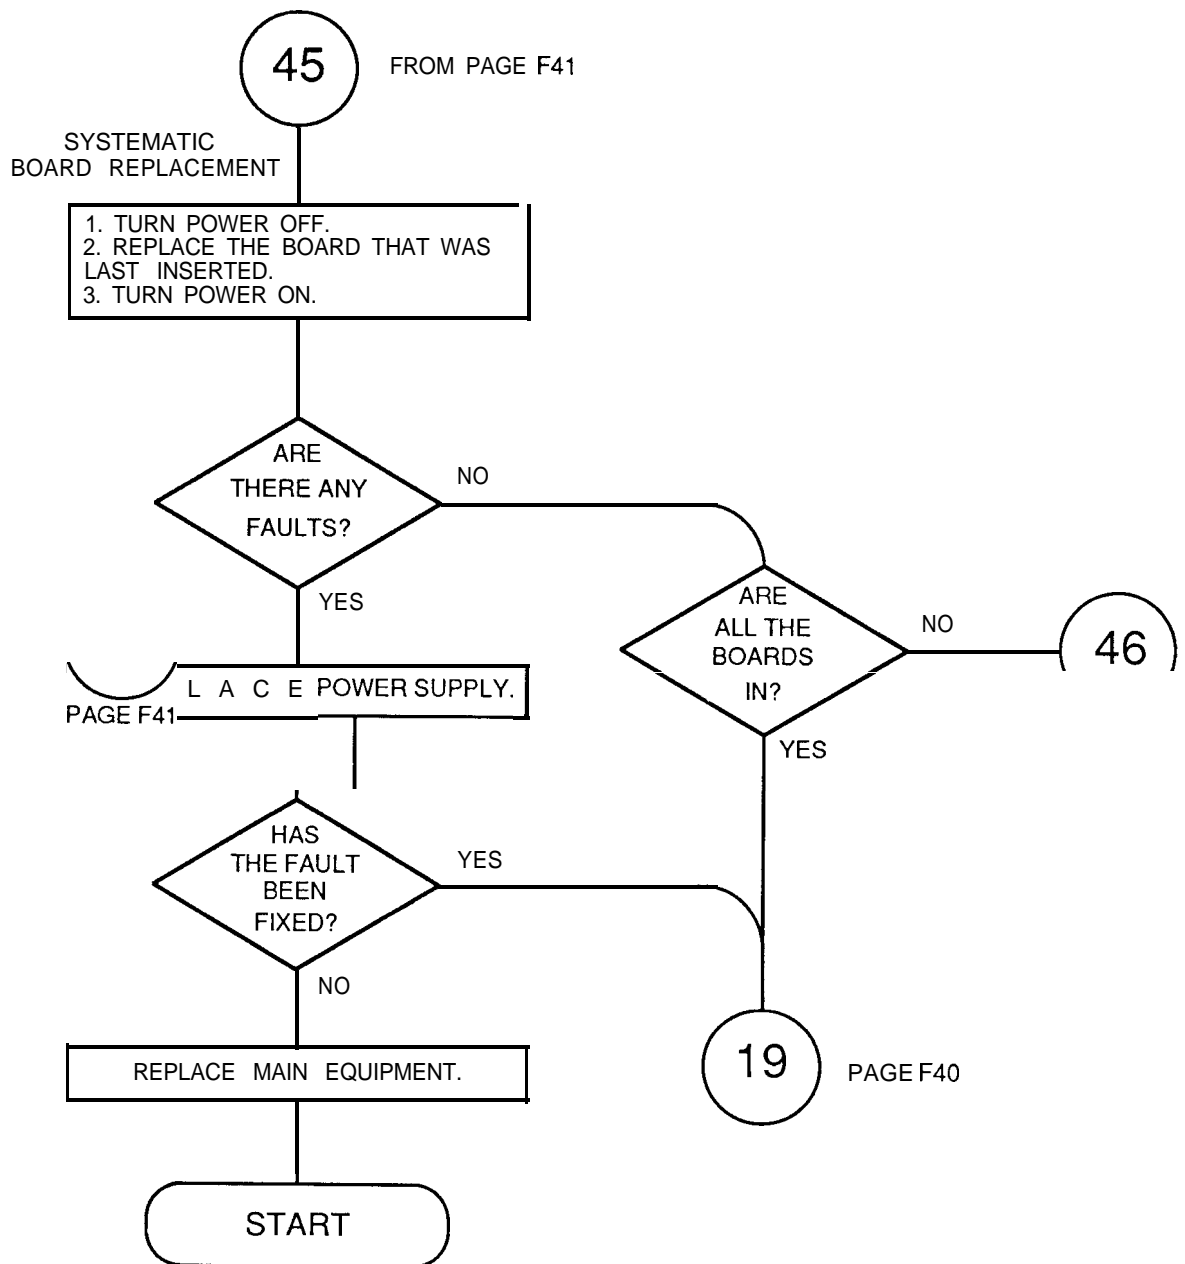 45
FROM PAGE F41
SYSTEMATIC
BOARD REPLACEMENT
1. TURN POWER OFF.
2. REPLACE THE BOARD THAT WAS
LAST INSERTED.
3. TURN POWER ON.
ARE
THERE ANY
FAULTS?
NO
YES
ARE
ALL THE
BOARDS
IN?
NO
46
YES
L A C E POWER SUPPLY.
PAGE F41
HAS
THE FAULT
BEEN
FIXED?
YES
NO
19
PAGE F40
REPLACE MAIN EQUIPMENT.
START